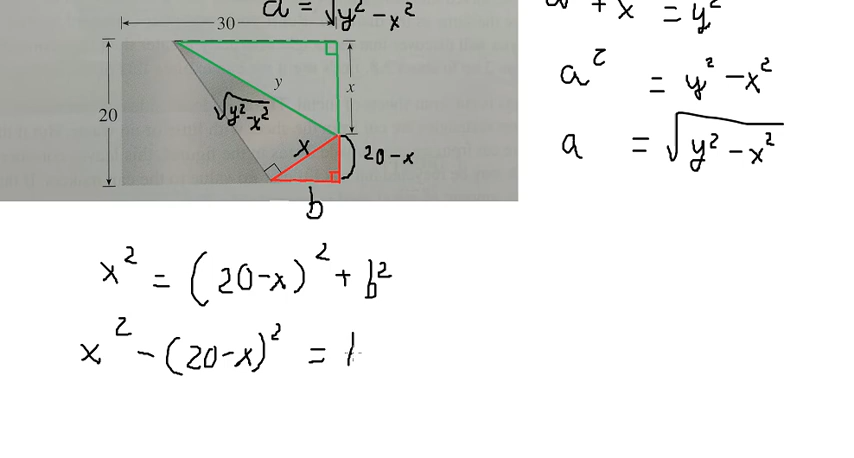 a = √y² − x²
a² + x² = y²
30
a² = y² − x²
20
y
x
√y²−x²
a = √y² − x²
x
20−x
b
x² = (20−x)² + b²
x² − (20−x)² =